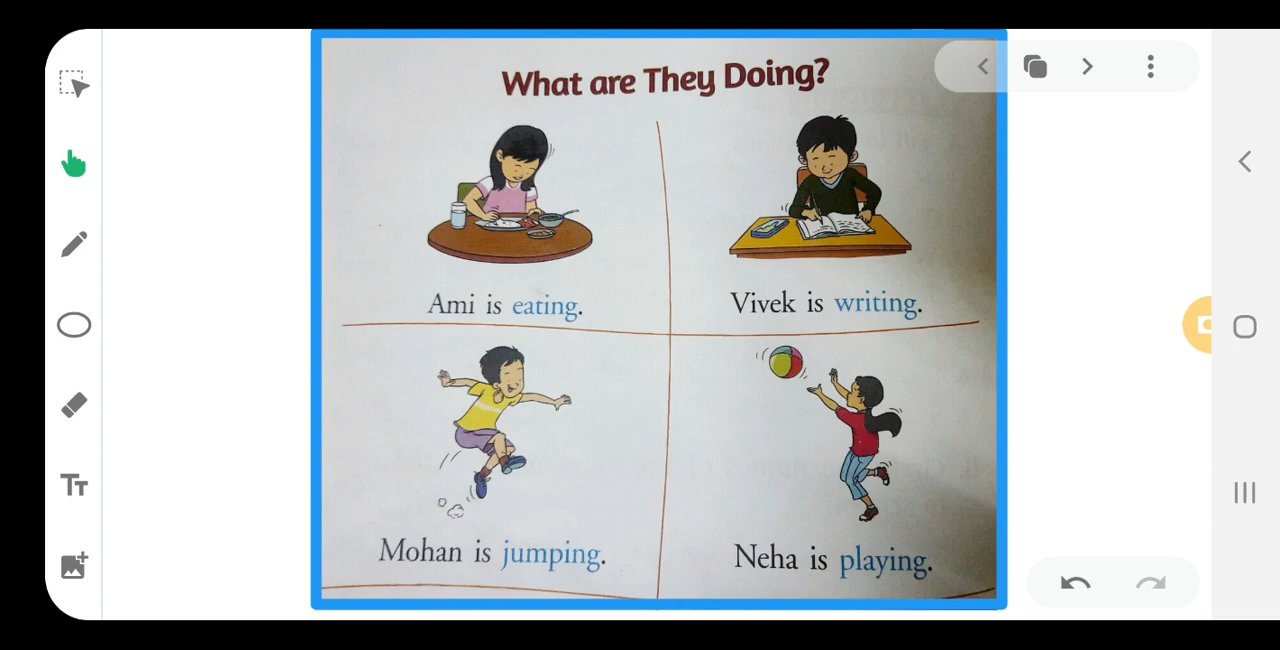 What are They Doing?
Ami is eating.
Vivek is writing.
Mohan is jumping.
Neha is playing.